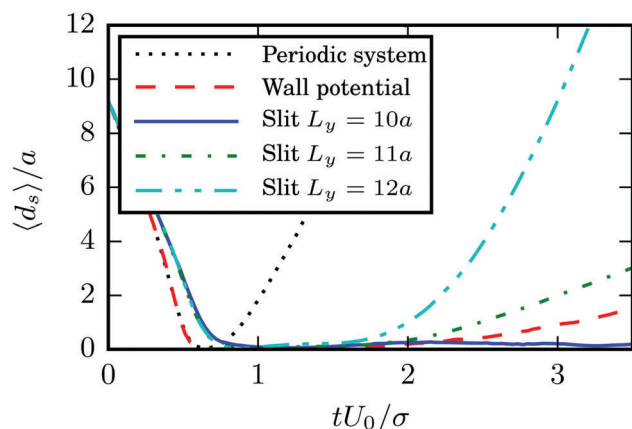 12
10
8
6
4
2
0
⟨d_s⟩/a
Periodic system
Wall potential
Slit L_y = 10a
Slit L_y = 11a
Slit L_y = 12a
0 1 2 3
tU_0/σ